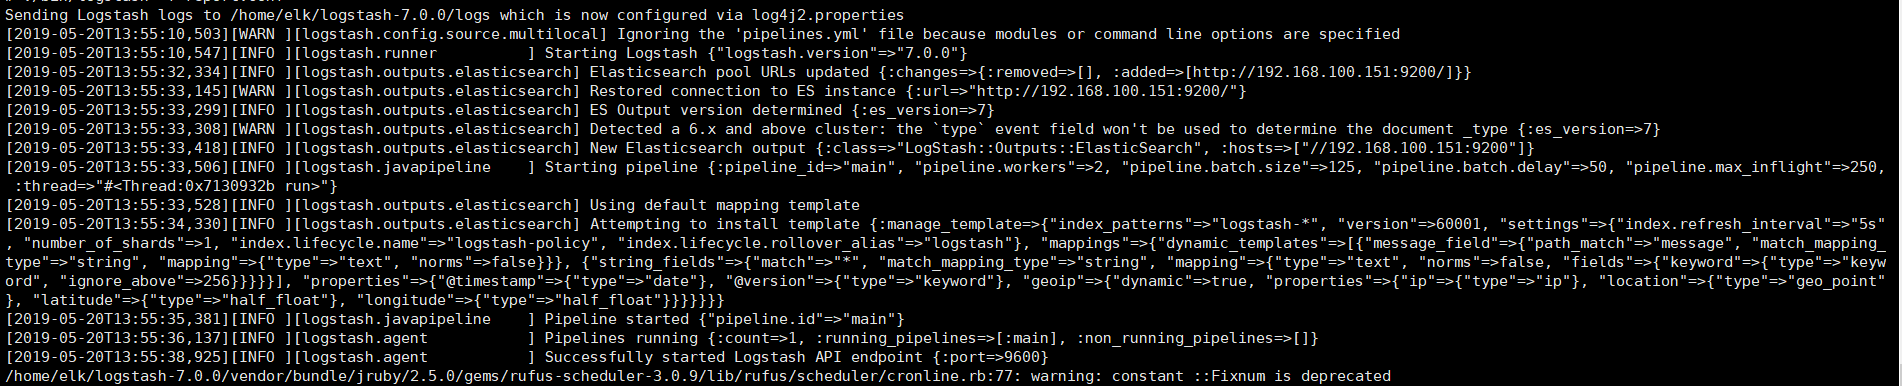 Sending Logstash logs to /home/elk/logstash-7.0.0/logs which is now configured via log4j2.properties
[2019-05-20T13:55:10,503][WARN ][logstash.config.source.multilocal] Ignoring the 'pipelines.yml' file because modules or command line options are specified
[2019-05-20T13:55:10,547][INFO ][logstash.runner          ] Starting Logstash {"logstash.version"=>"7.0.0"}
[2019-05-20T13:55:32,334][INFO ][logstash.outputs.elasticsearch] Elasticsearch pool URLs updated {:changes=>{:removed=>[], :added=>[http://192.168.100.151:9200/]}}
[2019-05-20T13:55:33,145][WARN ][logstash.outputs.elasticsearch] Restored connection to ES instance {:url=>"http://192.168.100.151:9200/"}
[2019-05-20T13:55:33,299][INFO ][logstash.outputs.elasticsearch] ES Output version determined {:es_version=>7}
[2019-05-20T13:55:33,308][WARN ][logstash.outputs.elasticsearch] Detected a 6.x and above cluster: the `type` event field won't be used to determine the document _type {:es_version=>7}
[2019-05-20T13:55:33,418][INFO ][logstash.outputs.elasticsearch] New Elasticsearch output {:class=>"LogStash::Outputs::ElasticSearch", :hosts=>["//192.168.100.151:9200"]}
[2019-05-20T13:55:33,506][INFO ][logstash.javapipeline    ] Starting pipeline {:pipeline_id=>"main", "pipeline.workers"=>2, "pipeline.batch.size"=>125, "pipeline.batch.delay"=>50, "pipeline.max_inflight"=>250,
 :thread=>"#<Thread:0x7130932b run>"}
[2019-05-20T13:55:33,528][INFO ][logstash.outputs.elasticsearch] Using default mapping template
[2019-05-20T13:55:34,330][INFO ][logstash.outputs.elasticsearch] Attempting to install template {:manage_template=>{"index_patterns"=>"logstash-*", "version"=>60001, "settings"=>{"index.refresh_interval"=>"5s"
, "number_of_shards"=>1, "index.lifecycle.name"=>"logstash-policy", "index.lifecycle.rollover_alias"=>"logstash"}, "mappings"=>{"dynamic_templates"=>[{"message_field"=>{"path_match"=>"message", "match_mapping_
type"=>"string", "mapping"=>{"type"=>"text", "norms"=>false}}}, {"string_fields"=>{"match"=>"*", "match_mapping_type"=>"string", "mapping"=>{"type"=>"text", "norms"=>false, "fields"=>{"keyword"=>{"type"=>"keyw
ord", "ignore_above"=>256}}}}}], "properties"=>{"@timestamp"=>{"type"=>"date"}, "@version"=>{"type"=>"keyword"}, "geoip"=>{"dynamic"=>true, "properties"=>{"ip"=>{"type"=>"ip"}, "location"=>{"type"=>"geo_point"
}, "latitude"=>{"type"=>"half_float"}, "longitude"=>{"type"=>"half_float"}}}}}}}
[2019-05-20T13:55:35,381][INFO ][logstash.javapipeline    ] Pipeline started {"pipeline.id"=>"main"}
[2019-05-20T13:55:36,137][INFO ][logstash.agent           ] Pipelines running {:count=>1, :running_pipelines=>[:main], :non_running_pipelines=>[]}
[2019-05-20T13:55:38,925][INFO ][logstash.agent           ] Successfully started Logstash API endpoint {:port=>9600}
/home/elk/logstash-7.0.0/vendor/bundle/jruby/2.5.0/gems/rufus-scheduler-3.0.9/lib/rufus/scheduler/cronline.rb:77: warning: constant ::Fixnum is deprecated